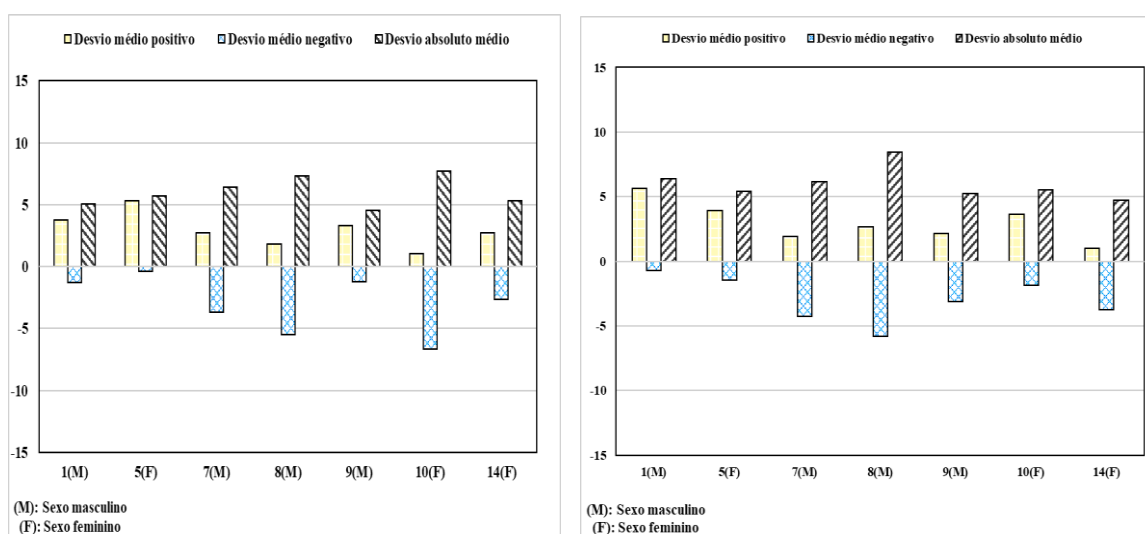 Desvio médio positivo Desvio médio negativo Desvio absoluto médio
15
10
5
0
-5
-10
-15
1(M) 5(F) 7(M) 8(M) 9(M) 10(F) 14(F)
(M): Sexo masculino
(F): Sexo feminino
Desvio médio positivo Desvio médio negativo Desvio absoluto médio
15
10
5
0
-5
-10
-15
1(M) 5(F) 7(M) 8(M) 9(M) 10(F) 14(F)
(M): Sexo masculino
(F): Sexo feminino